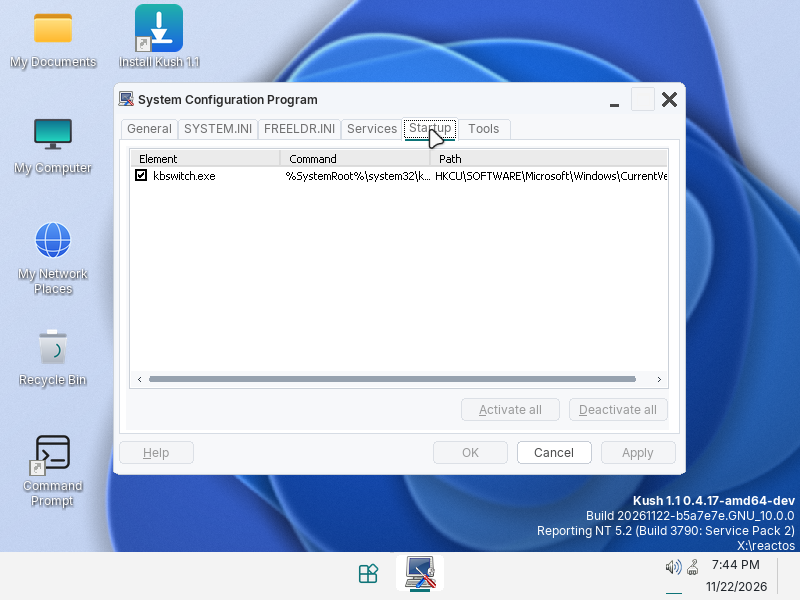 My Documents
Install Kush 1.1
My Computer
My Network
Places
Recycle Bin
Command
Prompt
System Configuration Program
General
SYSTEM.INI
FREELDR.INI
Services
Startup
Tools
Element
Command
Path
kbswitch.exe
%SystemRoot%\system32\k...
HKCU\SOFTWARE\Microsoft\Windows\CurrentVe
Activate all
Deactivate all
Help
OK
Cancel
Apply
Kush 1.1 0.4.17-amd64-dev
Build 20261122-b5a7e7e.GNU_10.0.0
Reporting NT 5.2 (Build 3790: Service Pack 2)
X:\reactos
7:44 PM
11/22/2026